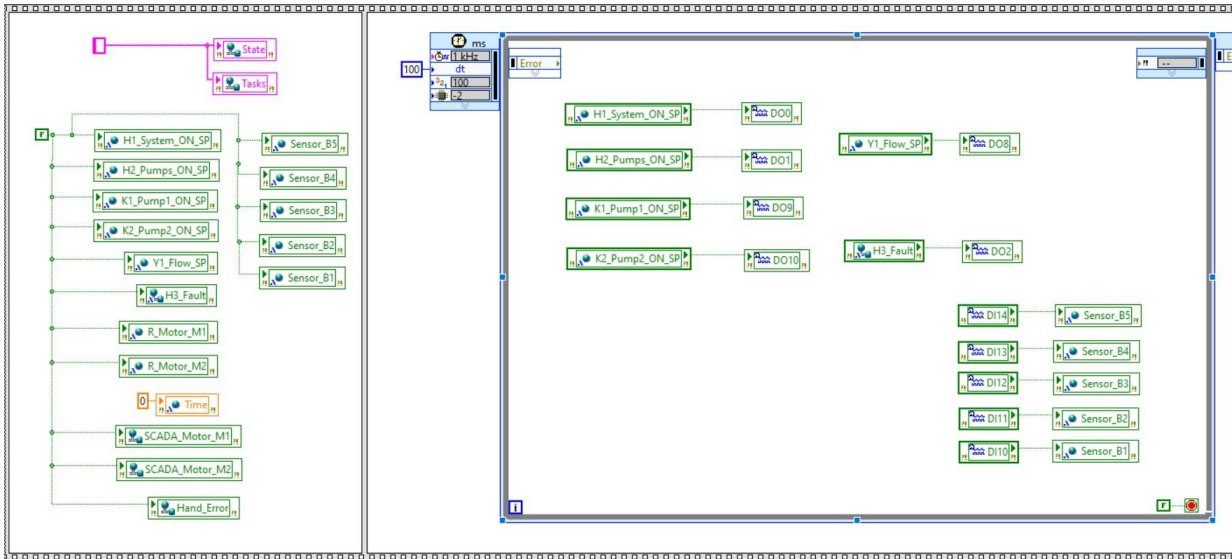 State
Tasks
F
H1_System_ON_SP
H2_Pumps_ON_SP
K1_Pump1_ON_SP
K2_Pump2_ON_SP
Y1_Flow_SP
H3_Fault
R_Motor_M1
R_Motor_M2
0
Time
SCADA_Motor_M1
SCADA_Motor_M2
Hand_Error
Sensor_B5
Sensor_B4
Sensor_B3
Sensor_B2
Sensor_B1
ms
1 kHz
100
dt
100
-2
Error
--
E
H1_System_ON_SP
DO0
H2_Pumps_ON_SP
DO1
K1_Pump1_ON_SP
DO9
K2_Pump2_ON_SP
DO10
Y1_Flow_SP
DO8
H3_Fault
DO2
DI14
Sensor_B5
DI13
Sensor_B4
DI12
Sensor_B3
DI11
Sensor_B2
DI10
Sensor_B1
i
F